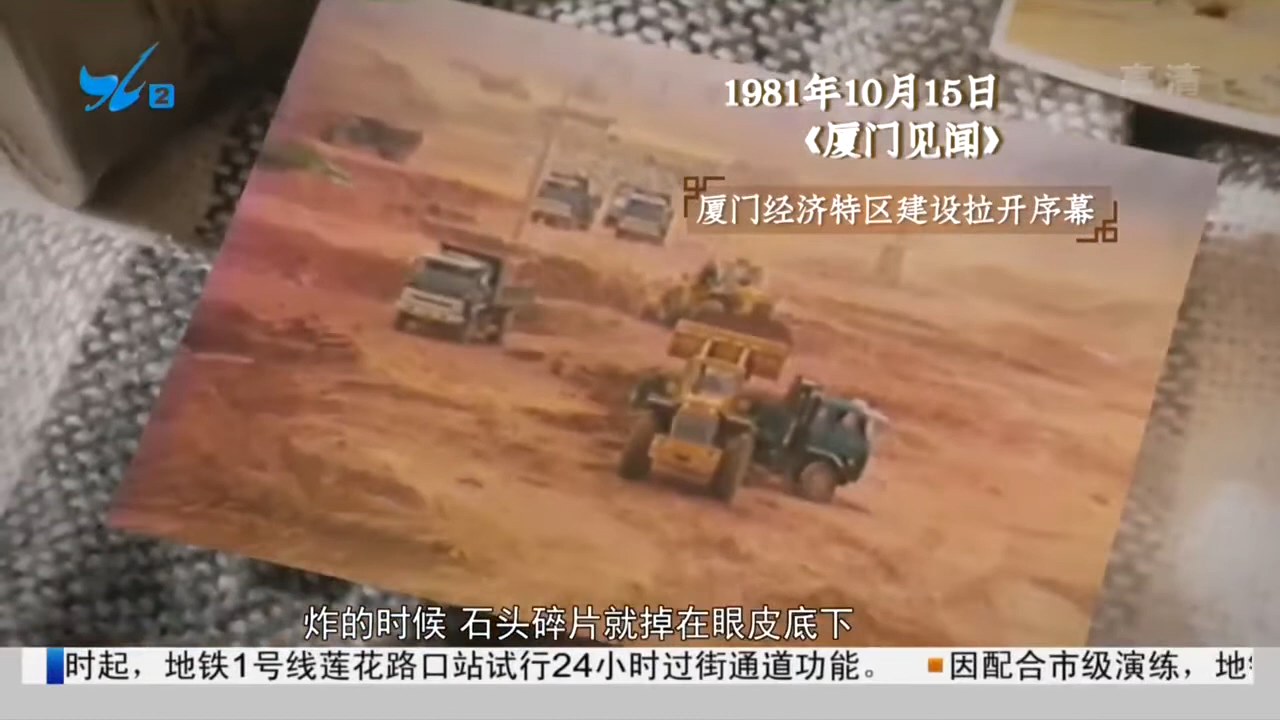 2
高清
1981年10月15日
《厦门见闻》
厦门经济特区建设拉开序幕
炸的时候 石头碎片就掉在眼皮底下
时起，地铁1号线莲花路口站试行24小时过街通道功能。 ■因配合市级演练，地